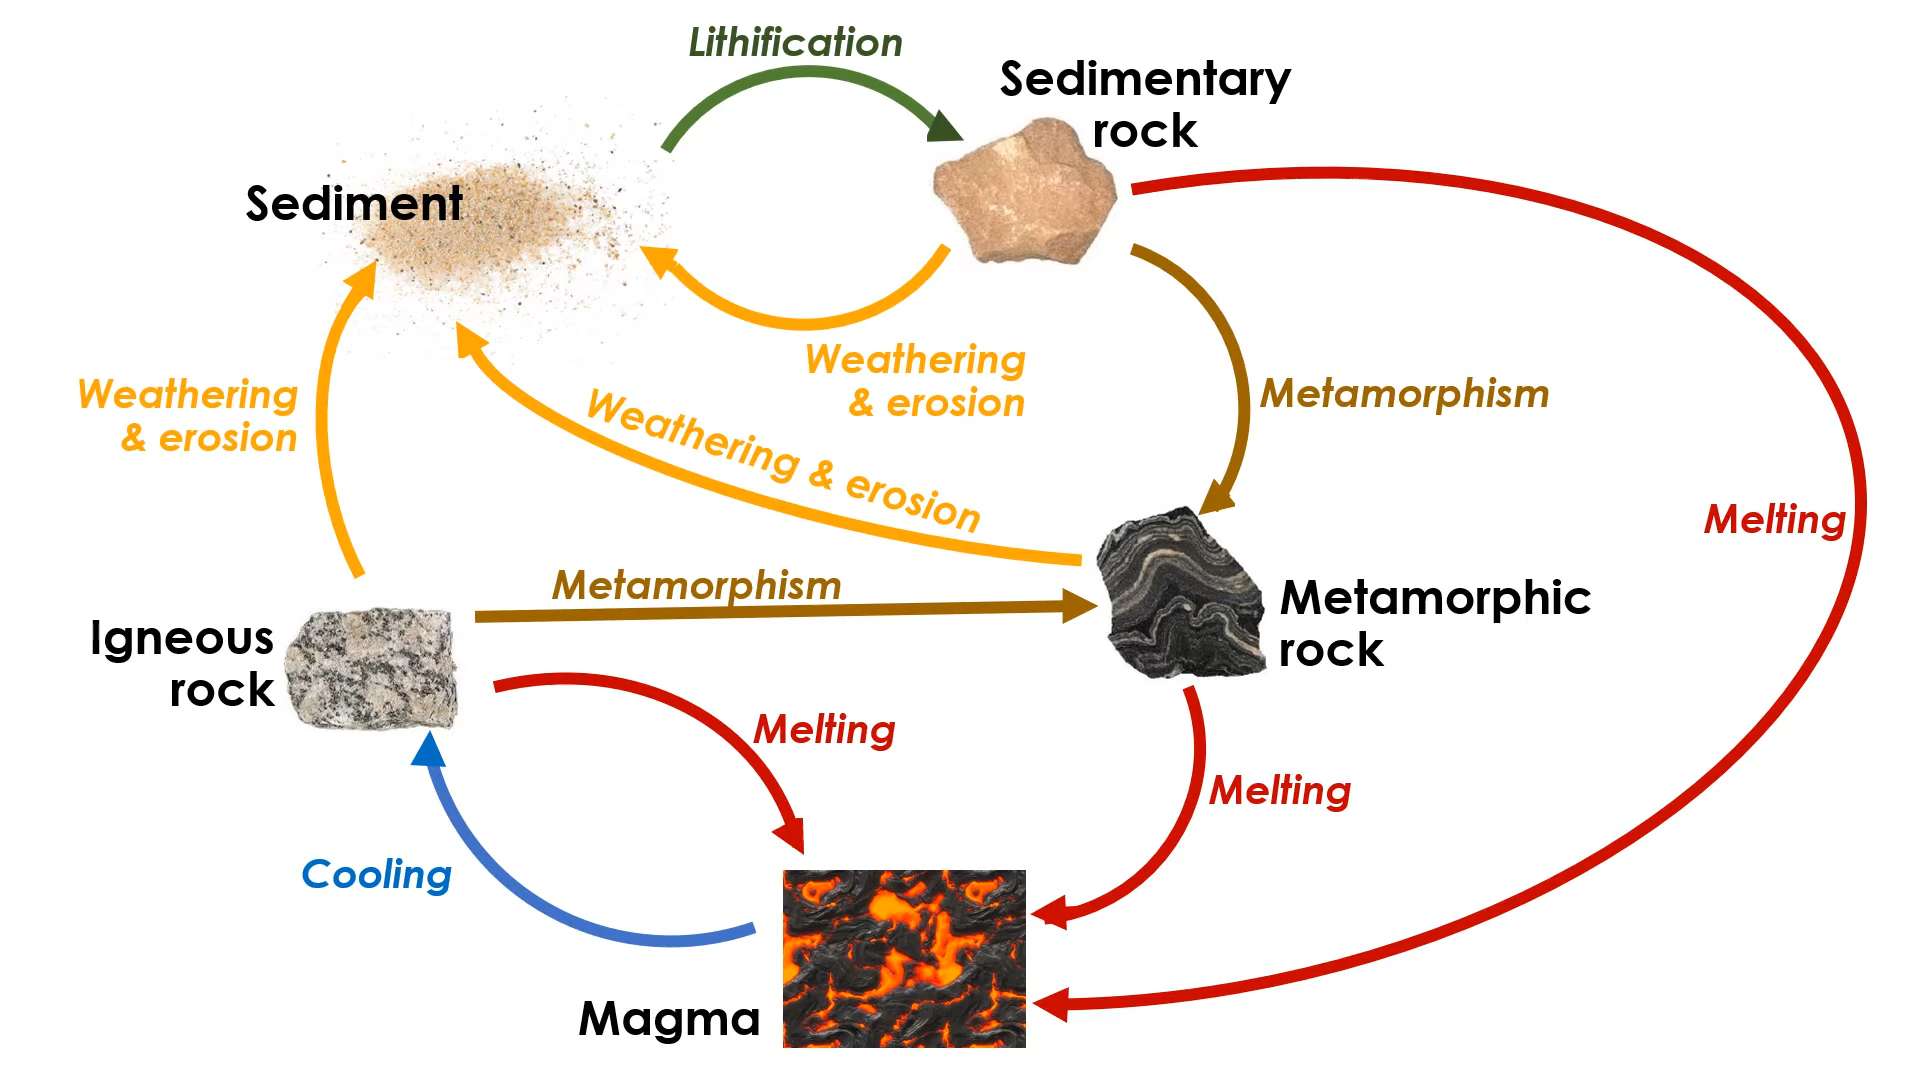 Lithification
Sedimentary
rock
Sediment
Weathering
& erosion
Weathering
& erosion
Weathering & erosion
Metamorphism
Melting
Metamorphism
Igneous
rock
Metamorphic
rock
Melting
Melting
Cooling
Magma